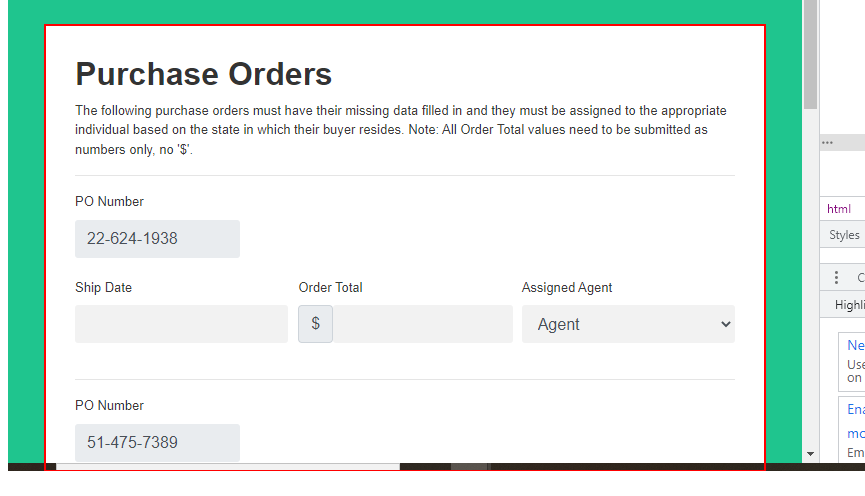 Purchase Orders
The following purchase orders must have their missing data filled in and they must be assigned to the appropriate
individual based on the state in which their buyer resides. Note: All Order Total values need to be submitted as
numbers only, no '$'.
PO Number
22-624-1938
Ship Date
Order Total
Assigned Agent
$
Agent
PO Number
51-475-7389
...
html
Styles
Highli
Ne
Use
on
Ena
mo
Em